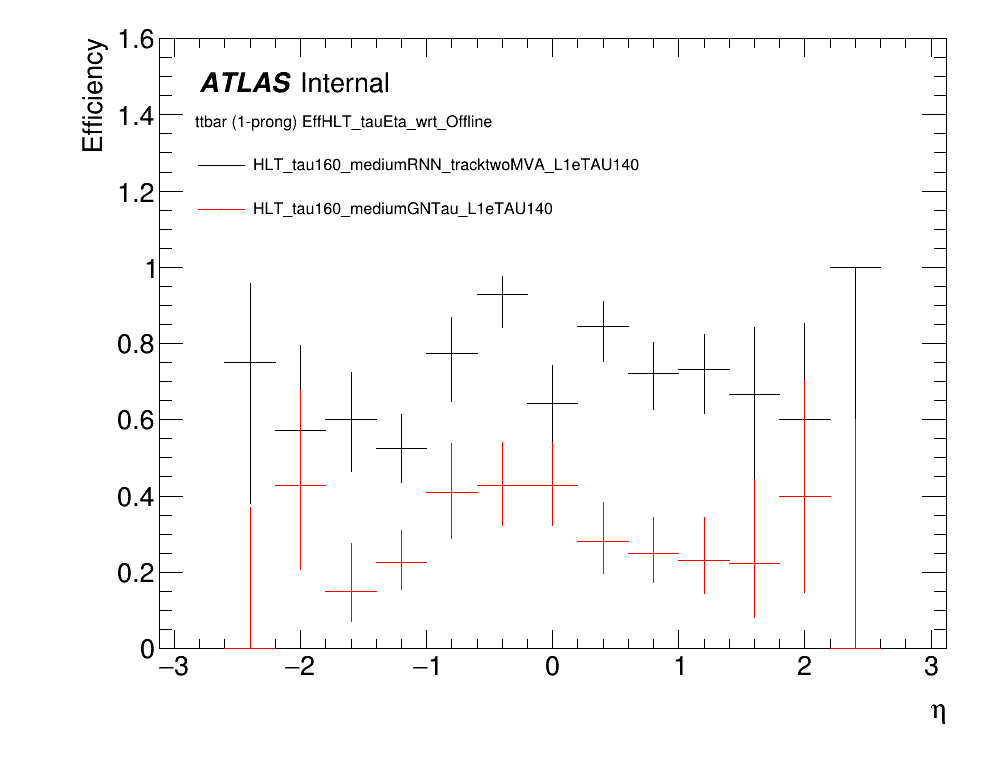 Efficiency
1.6
1.4
1.2
1
0.8
0.6
0.4
0.2
0
ATLAS Internal
ttbar (1-prong) EffHLT_tauEta_wrt_Offline
HLT_tau160_mediumRNN_tracktwoMVA_L1eTAU140
HLT_tau160_mediumGNTau_L1eTAU140
−3 −2 −1 0 1 2 3
η